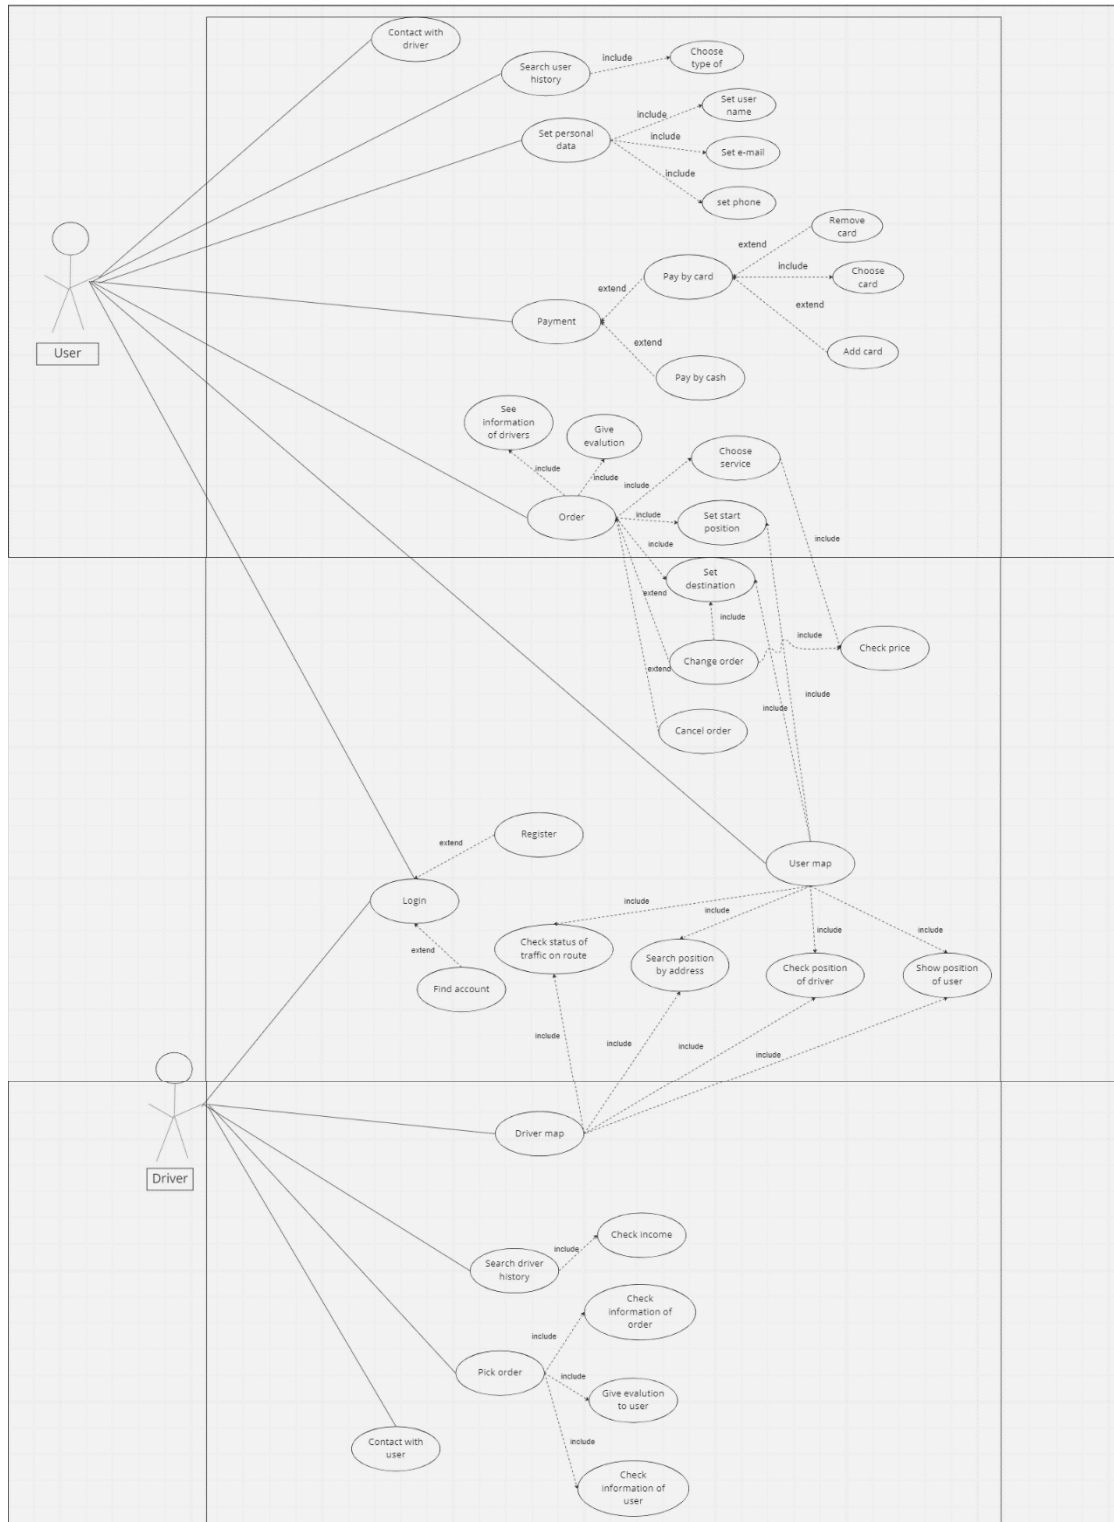 Contact with
driver
Search user
history
include
Choose
type of
Set personal
data
include
Set user
name
include
Set e-mail
include
set phone
User
Payment
extend
Pay by card
extend
Remove
card
include
Choose
card
extend
Add card
extend
Pay by cash
See
information
of drivers
include
Give
evalution
include
Order
include
Choose
service
include
Set start
position
include
Set
destination
extend
include
Change order
include
Check price
include
extend
Cancel order
include
include
Register
extend
Login
extend
Find account
User map
include
Check status of
traffic on route
include
Search position
by address
include
Check position
of driver
include
Show position
of user
include
include
include
include
Driver
Driver map
Search driver
history
include
Check income
Pick order
include
Check
information of
order
include
Give evalution
to user
include
Check
information of
user
Contact with
user